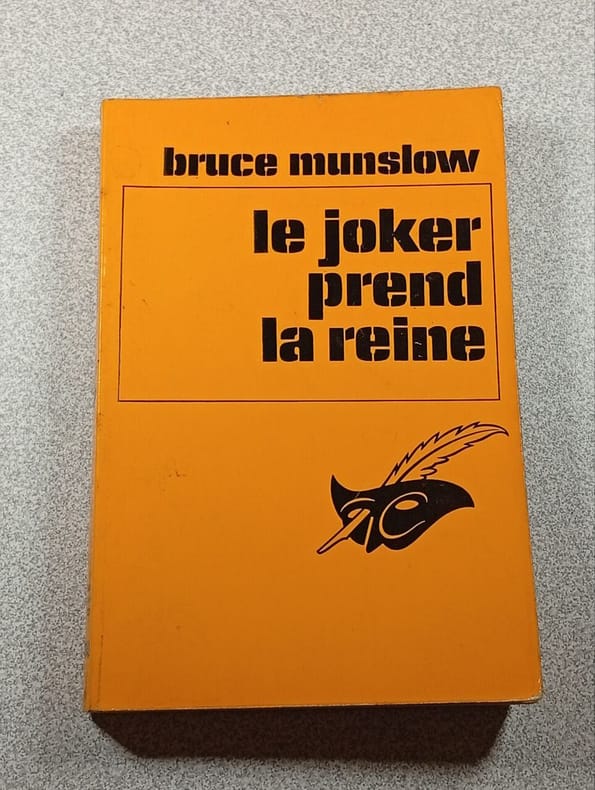 bruce munslow
le joker
prend
la reine